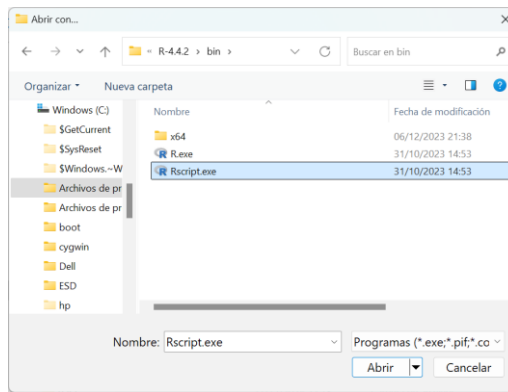 Abrir con...
« R-4.4.2 > bin >
Buscar en bin
Organizar
Nueva carpeta
Windows (C:)
$GetCurrent
$SysReset
$Windows.~W
Archivos de pr
Archivos de pr
boot
cygwin
Dell
ESD
hp
Nombre
Fecha de modificación
x64
06/12/2023 21:38
R.exe
31/10/2023 14:53
Rscript.exe
31/10/2023 14:53
Nombre: Rscript.exe
Programas (*.exe;*.pif;*.co
Abrir
Cancelar